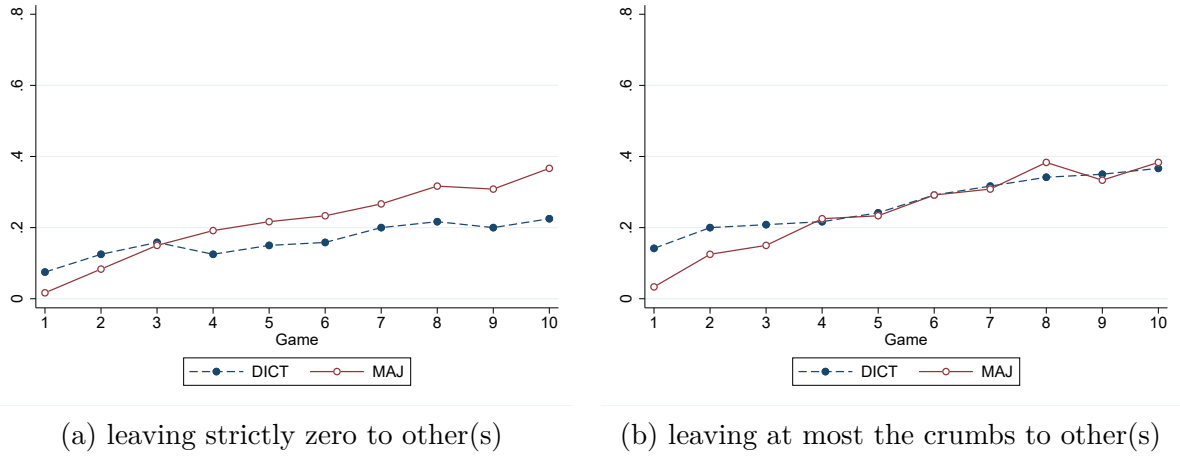 .8
.6
.4
.2
0
1 2 3 4 5 6 7 8 9 10
Game
DICT MAJ
(a) leaving strictly zero to other(s)
.8
.6
.4
.2
0
1 2 3 4 5 6 7 8 9 10
Game
DICT MAJ
(b) leaving at most the crumbs to other(s)